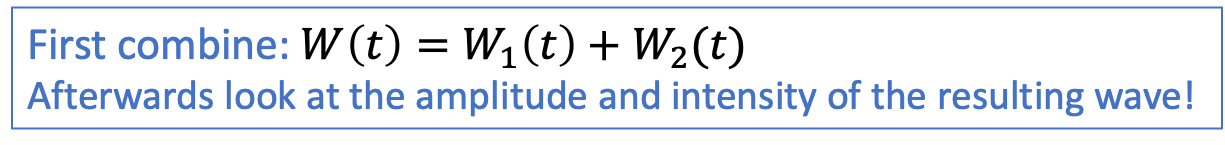 First combine: W(t) = W₁(t) + W₂(t)
Afterwards look at the amplitude and intensity of the resulting wave!